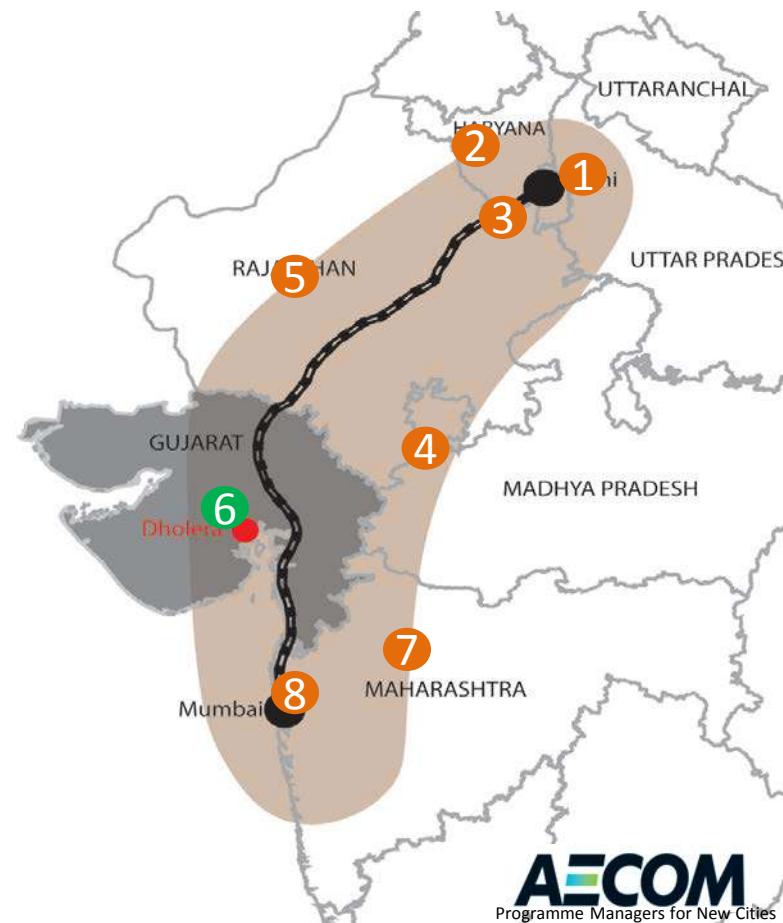 UTTARANCHAL
HARYANA
2
1
3
UTTAR PRADES
5
GUJARAT
4
MADHYA PRADESH
6
Dholera
7
MAHARASHTRA
8
Mumbai
AECOM
Programme Managers for New Cities